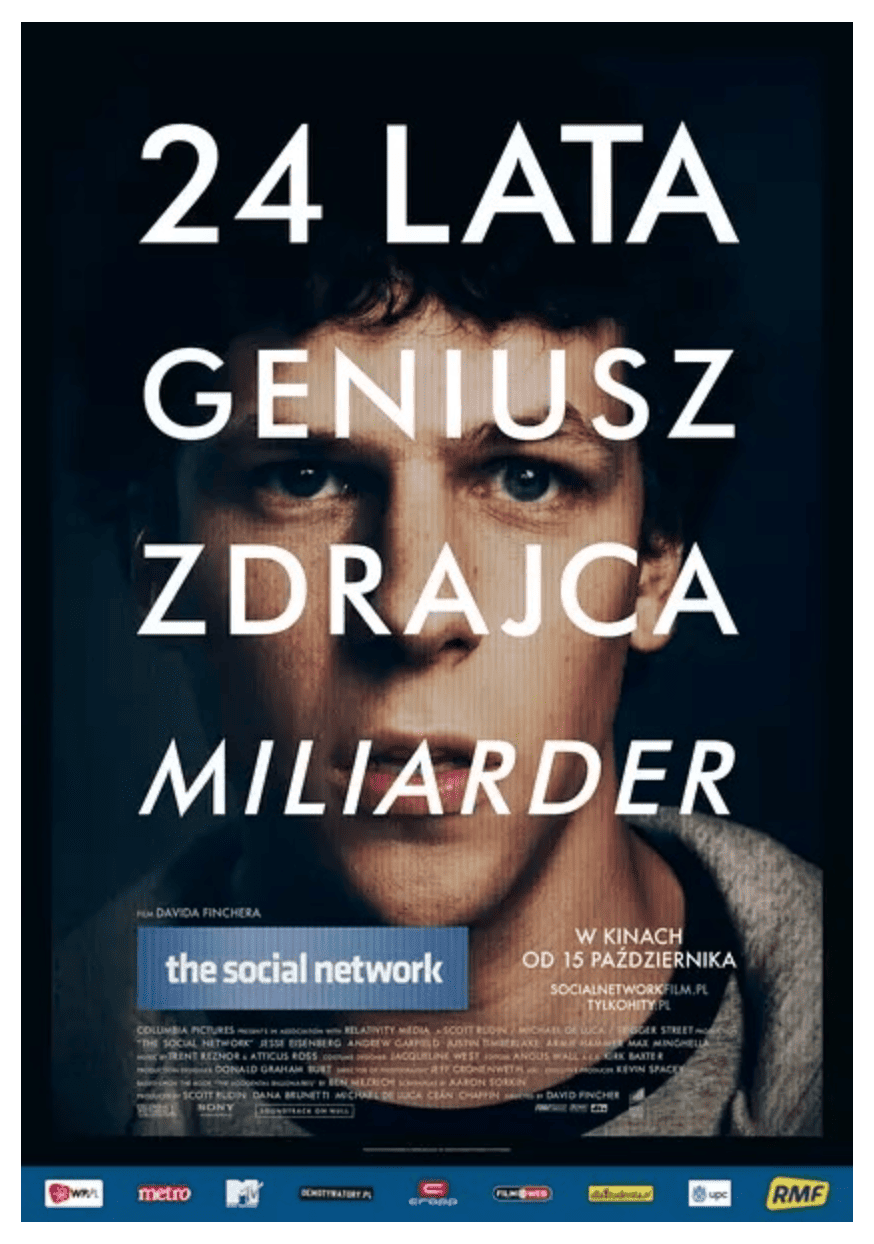 24 LATA
GENIUSZ
ZDRAJCA
MILIARDER
FILM DAVIDA FINCHERA
the social network
W KINACH
OD 15 PAŹDZIERNIKA
SOCIALNETWORKFILM.PL
TYLKOHITY.PL
COLUMBIA PICTURES PRESENTS IN ASSOCIATION WITH RELATIVITY MEDIA A SCOTT RUDIN / MICHAEL DE LUCA / TRIGGER STREET PRODUCTION
"THE SOCIAL NETWORK" JESSE EISENBERG ANDREW GARFIELD JUSTIN TIMBERLAKE ARMIE HAMMER MAX MINGHELLA
MUSIC BY TRENT REZNOR & ATTICUS ROSS COSTUME DESIGNER JACQUELINE WEST EDITORS ANGUS WALL A.C.E. KIRK BAXTER
PRODUCTION DESIGNER DONALD GRAHAM BURT DIRECTOR OF PHOTOGRAPHY JEFF CRONENWETH, ASC EXECUTIVE PRODUCER KEVIN SPACEY
BASED UPON THE BOOK "THE ACCIDENTAL BILLIONAIRES" BY BEN MEZRICH SCREENPLAY BY AARON SORKIN
PRODUCED BY SCOTT RUDIN DANA BRUNETTI MICHAEL DE LUCA CEÁN CHAFFIN DIRECTED BY DAVID FINCHER
SONY SOUNDTRACK ON NULL dts
WP.PL metro MTV DEMOTYWATORY.PL cropp FILMWEB dlaStudenta.pl upc RMF